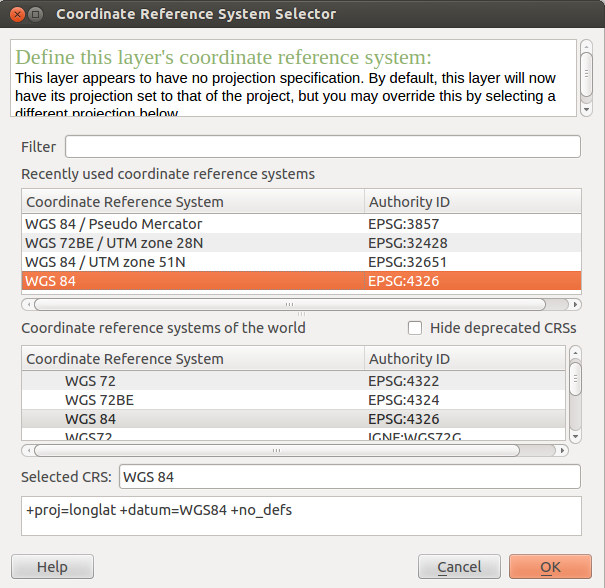 Coordinate Reference System Selector
Define this layer's coordinate reference system:
This layer appears to have no projection specification. By default, this layer will now
have its projection set to that of the project, but you may override this by selecting a
different projection below
Filter
Recently used coordinate reference systems
Coordinate Reference System Authority ID
WGS 84 / Pseudo Mercator EPSG:3857
WGS 72BE / UTM zone 28N EPSG:32428
WGS 84 / UTM zone 51N EPSG:32651
WGS 84 EPSG:4326
Coordinate reference systems of the world Hide deprecated CRSs
Coordinate Reference System Authority ID
WGS 72 EPSG:4322
WGS 72BE EPSG:4324
WGS 84 EPSG:4326
WGS72 IGNF:WGS72G
Selected CRS: WGS 84
+proj=longlat +datum=WGS84 +no_defs
Help Cancel OK